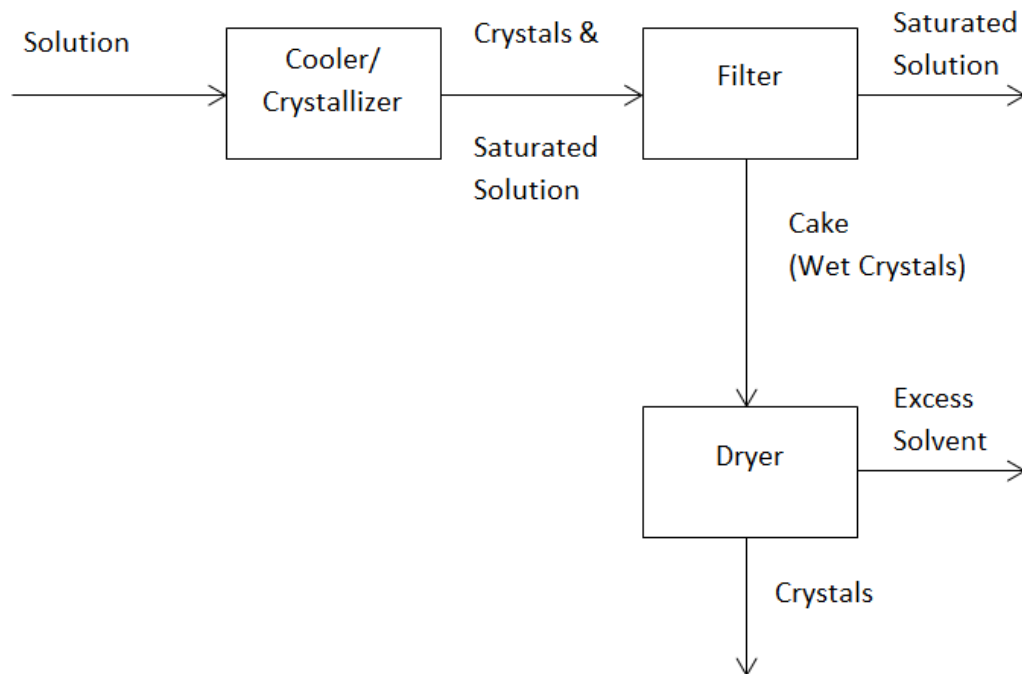 Solution
Cooler/
Crystallizer
Crystals &
Saturated
Solution
Filter
Saturated
Solution
Cake
(Wet Crystals)
Dryer
Excess
Solvent
Crystals